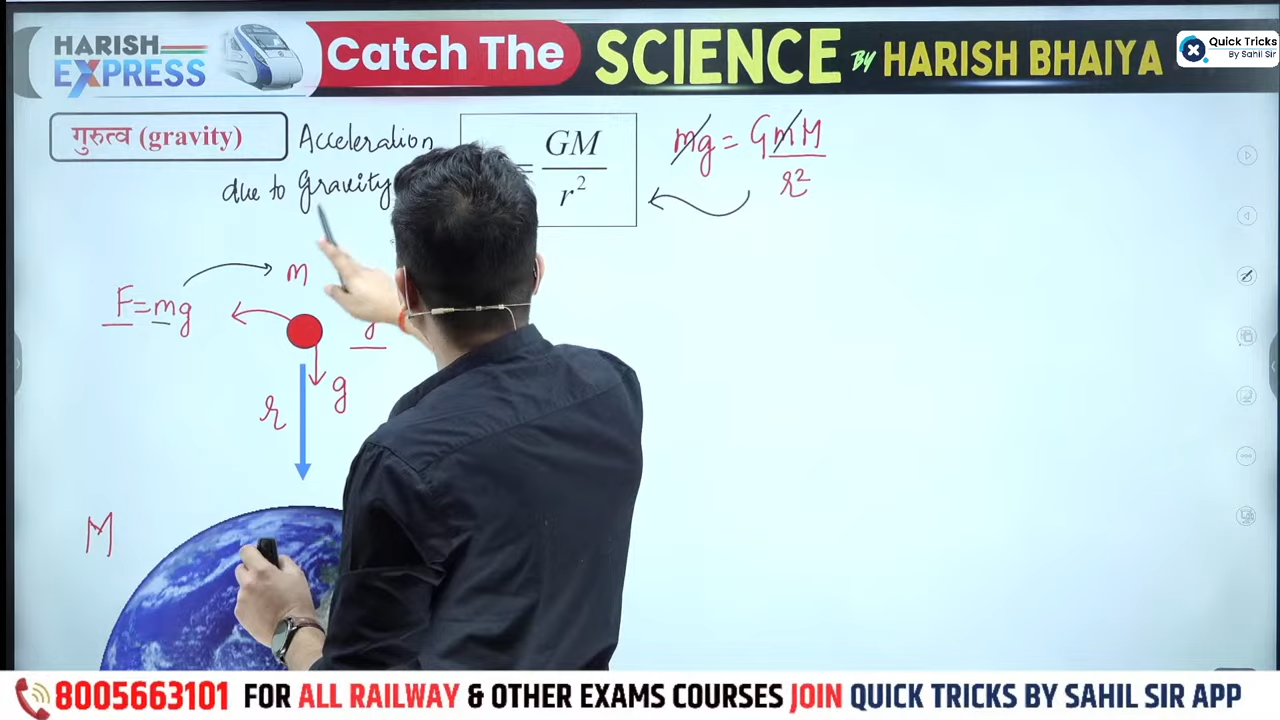 HARISH
EXPRESS
Catch The SCIENCE BY HARISH BHAIYA
Quick Tricks
By Sahil Sir
गुरुत्व (gravity)
Acceleration
due to Gravity
= GM
r²
mg = GmM
r²
m
F=mg
g
g
r
M
8005663101 FOR ALL RAILWAY & OTHER EXAMS COURSES JOIN QUICK TRICKS BY SAHIL SIR APP